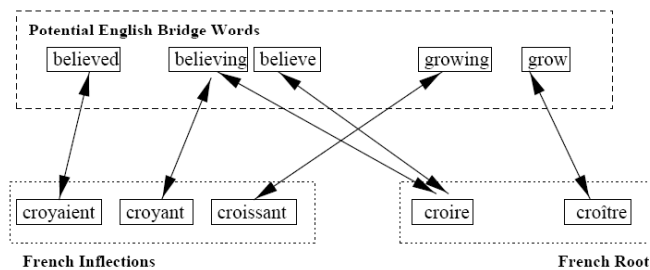 Potential English Bridge Words
believed believing believe growing grow
croyaient croyant croissant croire croître
French Inflections French Root